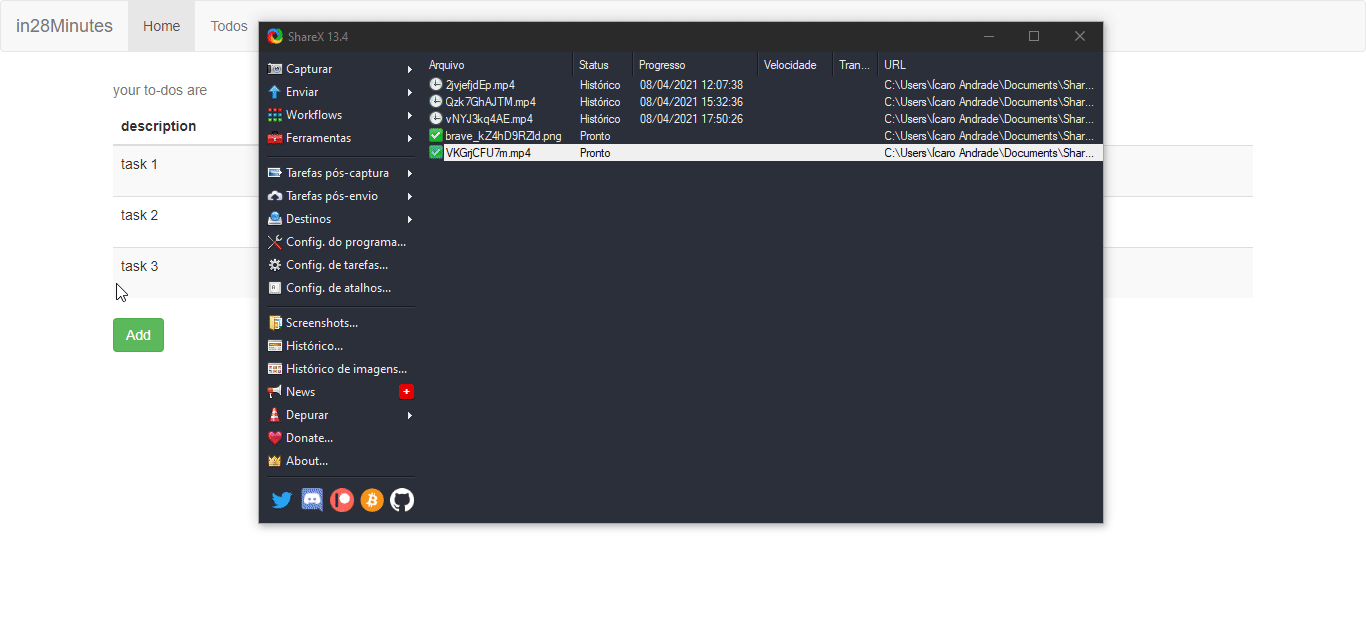 in28Minutes Home Todos
your to-dos are
description
task 1
task 2
task 3
Add
ShareX 13.4
Capturar
Enviar
Workflows
Ferramentas
Tarefas pós-captura
Tarefas pós-envio
Destinos
Config. do programa...
Config. de tarefas...
Config. de atalhos...
Screenshots...
Histórico...
Histórico de imagens...
News
Depurar
Donate...
About...
Arquivo Status Progresso Velocidade Tran... URL
2jvjefjdEp.mp4 Histórico 08/04/2021 12:07:38 C:\Users\Ícaro Andrade\Documents\Shar...
Qzk7GhAJTM.mp4 Histórico 08/04/2021 15:32:36 C:\Users\Ícaro Andrade\Documents\Shar...
vNYJ3kq4AE.mp4 Histórico 08/04/2021 17:50:26 C:\Users\Ícaro Andrade\Documents\Shar...
brave_kZ4hD9RZld.png Pronto C:\Users\Ícaro Andrade\Documents\Shar...
VKGrjCFU7m.mp4 Pronto C:\Users\Ícaro Andrade\Documents\Shar...